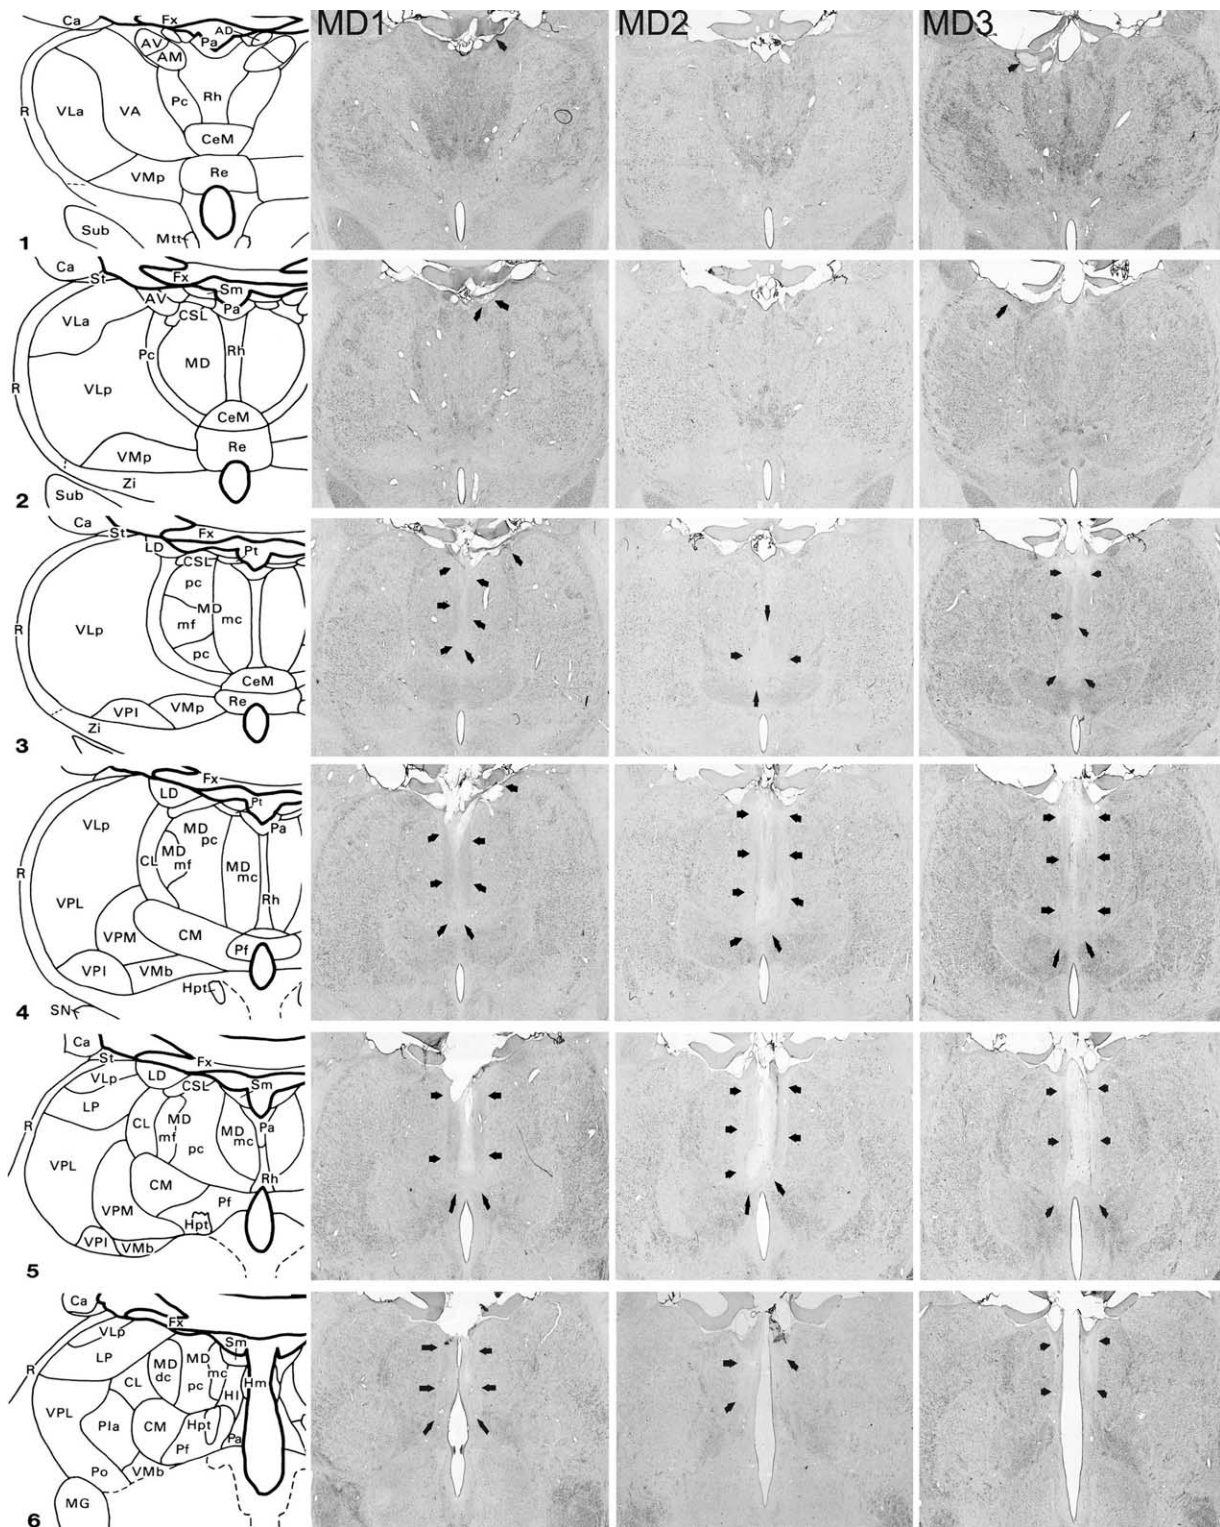 MD1 MD2 MD3
Ca Fx AD
Pa
AV
AM
R VLa VA Pc Rh
CeM
VMp Re
Sub
1 Mtt
Ca St Fx Sm
AV Pa
VLa CSL
Pc MD Rh
R VLp
CeM
VMp Re
Zi
2 Sub
Ca St LD Fx Pt
CSL
pc
MD
R VLp mf mc
pc
CeM
VPI VMp Re
Zi
3
Fx
LD Pt
VLp MD Pa
pc
CL MD mf MD mc
R
VPL Rh
VPM CM
Pf
VPI VMb
Hpt
4 SN
Ca St Fx
VLp LD CSL Sm
LP
R CL MD mf MD mc Pa
pc
VPL
CM Rh
VPM Pf
Hpt
VPI VMb
5
Ca
Fx
VLp Sm
LP
R MD dc MD pc mc Hm
CL Hl
VPL
Pla CM Hpt
Pf Pa
Po VMb
MG
6